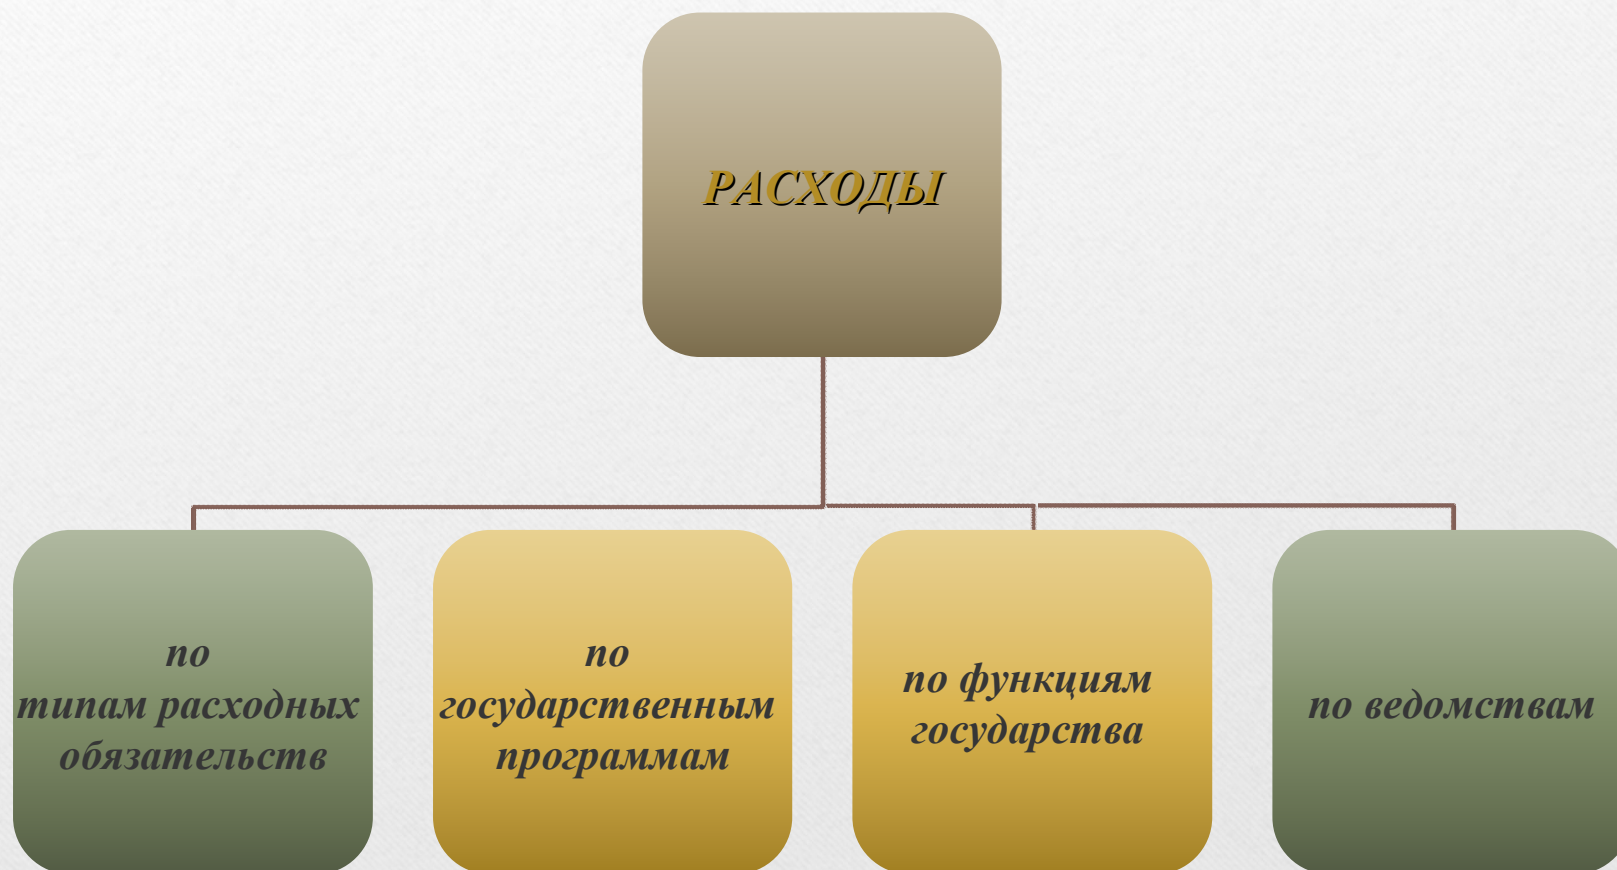 РАСХОДЫ
по
типам расходных
обязательств
по
государственным
программам
по функциям
государства
по ведомствам